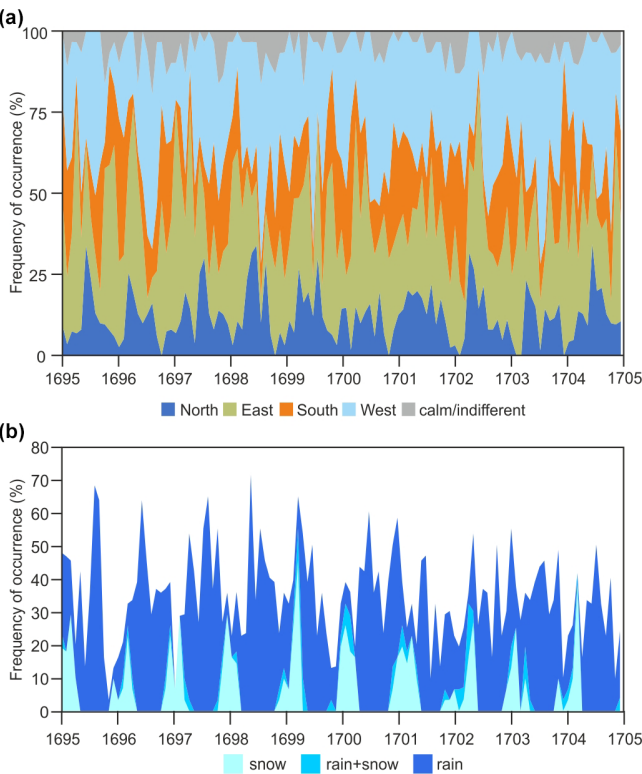 (a)
Frequency of occurrence (%)
100
75
50
25
0
1695 1696 1697 1698 1699 1700 1701 1702 1703 1704 1705
North East South West calm/indifferent
(b)
Frequency of occurrence (%)
80
70
60
50
40
30
20
10
0
1695 1696 1697 1698 1699 1700 1701 1702 1703 1704 1705
snow rain+snow rain